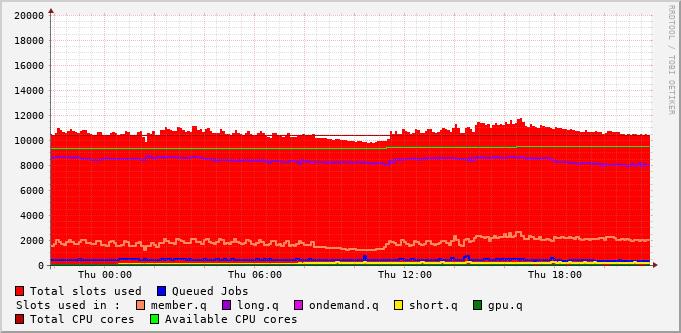 20000
18000
16000
14000
12000
10000
8000
6000
4000
2000
0
Thu 00:00 Thu 06:00 Thu 12:00 Thu 18:00
RRDTOOL / TOBI OETIKER
Total slots used Queued Jobs
Slots used in : member.q long.q ondemand.q short.q gpu.q
Total CPU cores Available CPU cores